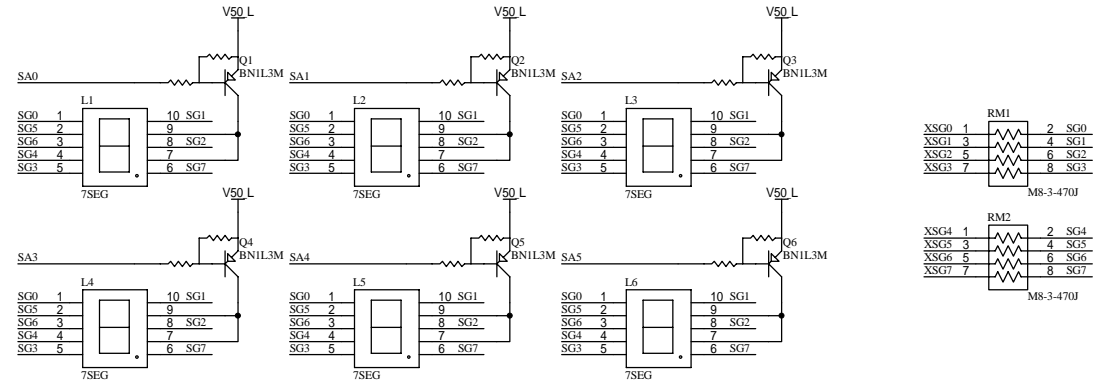 V50_L V50_L V50_L
Q1 Q2 Q3
BN1L3M BN1L3M BN1L3M
SA0 SA1 SA2
L1 L2 L3
SG0 1 10 SG1 SG0 1 10 SG1 SG0 1 10 SG1
SG5 2 9 SG5 2 9 SG5 2 9
SG6 3 8 SG2 SG6 3 8 SG2 SG6 3 8 SG2
SG4 4 7 SG4 4 7 SG4 4 7
SG3 5 6 SG7 SG3 5 6 SG7 SG3 5 6 SG7
7SEG 7SEG 7SEG
RM1
XSG0 1 2 SG0
XSG1 3 4 SG1
XSG2 5 6 SG2
XSG3 7 8 SG3
M8-3-470J
V50_L V50_L V50_L
Q4 Q5 Q6
BN1L3M BN1L3M BN1L3M
SA3 SA4 SA5
L4 L5 L6
SG0 1 10 SG1 SG0 1 10 SG1 SG0 1 10 SG1
SG5 2 9 SG5 2 9 SG5 2 9
SG6 3 8 SG2 SG6 3 8 SG2 SG6 3 8 SG2
SG4 4 7 SG4 4 7 SG4 4 7
SG3 5 6 SG7 SG3 5 6 SG7 SG3 5 6 SG7
7SEG 7SEG 7SEG
RM2
XSG4 1 2 SG4
XSG5 3 4 SG5
XSG6 5 6 SG6
XSG7 7 8 SG7
M8-3-470J